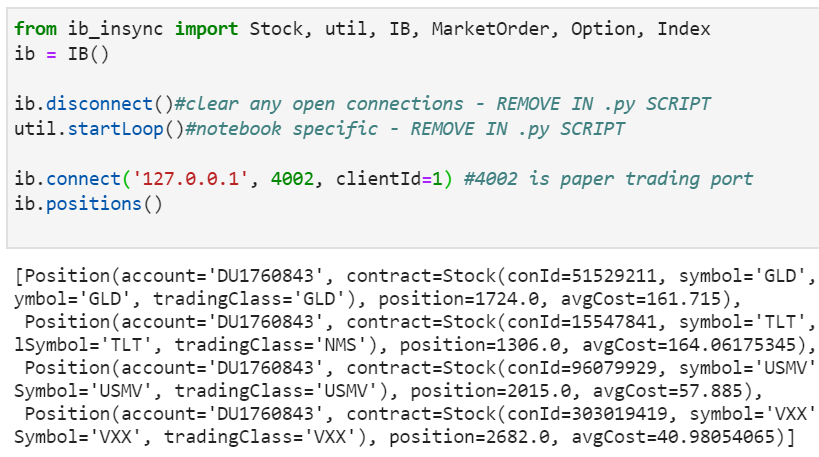 from ib_insync import Stock, util, IB, MarketOrder, Option, Index
ib = IB()
ib.disconnect()#clear any open connections - REMOVE IN .py SCRIPT
util.startLoop()#notebook specific - REMOVE IN .py SCRIPT
ib.connect('127.0.0.1', 4002, clientId=1) #4002 is paper trading port
ib.positions()
[Position(account='DU1760843', contract=Stock(conId=51529211, symbol='GLD',
ymbol='GLD', tradingClass='GLD'), position=1724.0, avgCost=161.715),
 Position(account='DU1760843', contract=Stock(conId=15547841, symbol='TLT',
lSymbol='TLT', tradingClass='NMS'), position=1306.0, avgCost=164.06175345),
 Position(account='DU1760843', contract=Stock(conId=96079929, symbol='USMV'
Symbol='USMV', tradingClass='USMV'), position=2015.0, avgCost=57.885),
 Position(account='DU1760843', contract=Stock(conId=303019419, symbol='VXX'
Symbol='VXX', tradingClass='VXX'), position=2682.0, avgCost=40.98054065)]